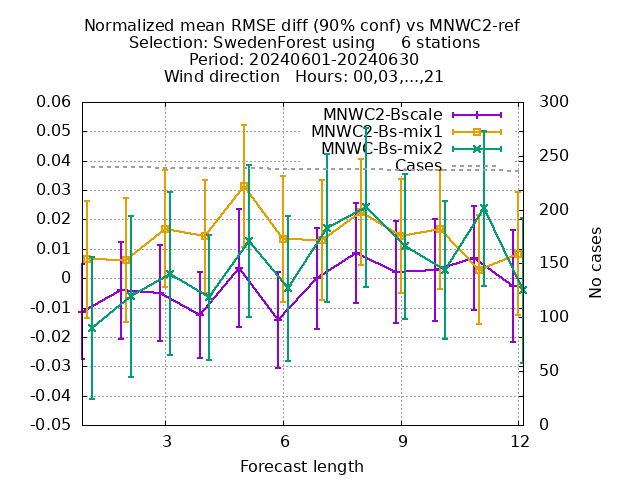 Normalized mean RMSE diff (90% conf) vs MNWC2-ref
Selection: SwedenForest using 6 stations
Period: 20240601-20240630
Wind direction Hours: 00,03,...,21
MNWC2-Bscale
MNWC2-Bs-mix1
MNWC-Bs-mix2
Cases
0.06
0.05
0.04
0.03
0.02
0.01
0
-0.01
-0.02
-0.03
-0.04
-0.05
300
250
200
150
100
50
0
No cases
3
6
9
12
Forecast length